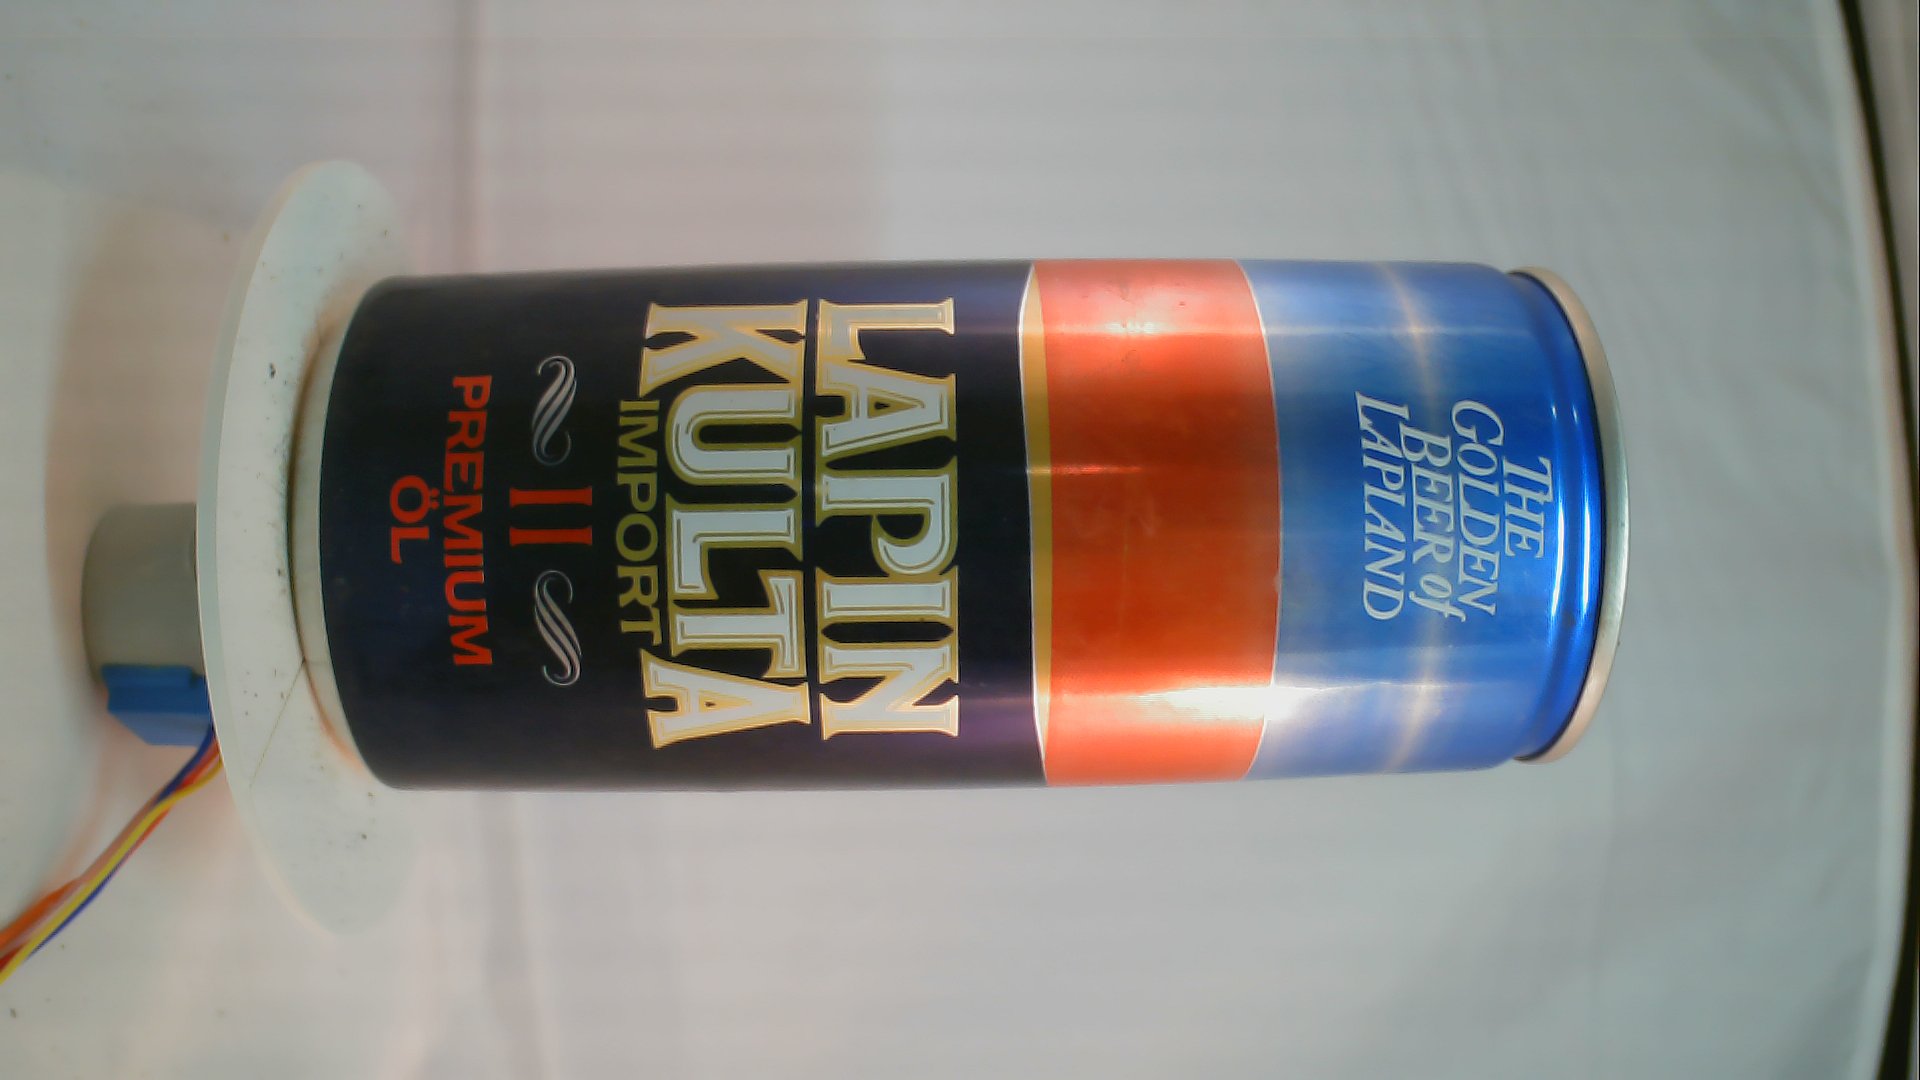 THE
GOLDEN
BEER of
LAPLAND
LAPIN
KULTA
IMPORT
II
PREMIUM
ÖL